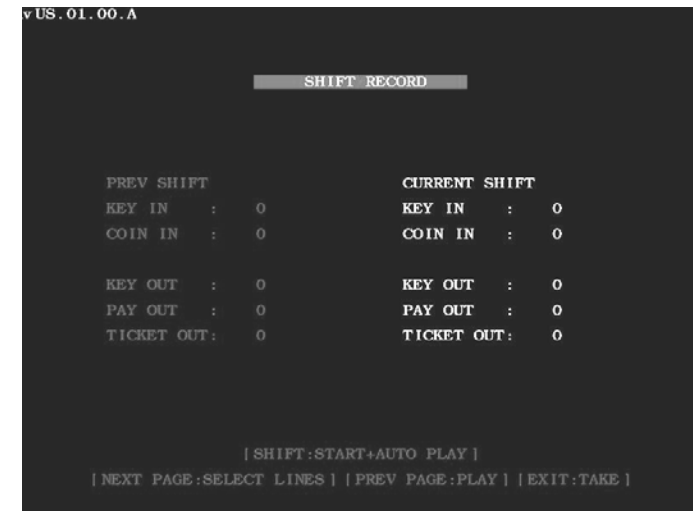 v US.01.00.A
SHIFT RECORD
PREV SHIFT CURRENT SHIFT
KEY IN : 0 KEY IN : 0
COIN IN : 0 COIN IN : 0
KEY OUT : 0 KEY OUT : 0
PAY OUT : 0 PAY OUT : 0
TICKET OUT: 0 TICKET OUT: 0
[SHIFT:START+AUTO PLAY]
[NEXT PAGE:SELECT LINES] [PREV PAGE:PLAY] [EXIT:TAKE]